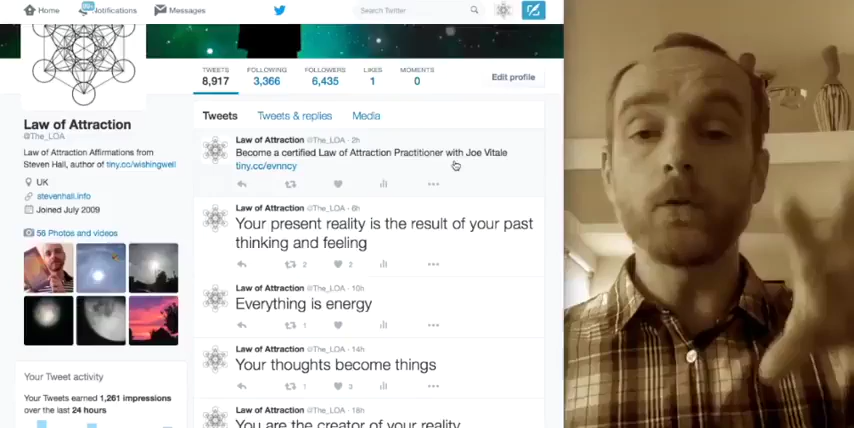 Home
99+
Notifications
Messages
Search Twitter
TWEETS
8,917
FOLLOWING
3,366
FOLLOWERS
6,435
LIKES
1
MOMENTS
0
Edit profile
Law of Attraction
@The_LOA
Law of Attraction Affirmations from
Steven Hall, author of tiny.cc/wishingwell
UK
stevenhall.info
Joined July 2009
56 Photos and videos
Your Tweet activity
Your Tweets earned 1,261 impressions
over the last 24 hours
Tweets
Tweets & replies
Media
Law of Attraction @The_LOA · 2h
Become a certified Law of Attraction Practitioner with Joe Vitale
tiny.cc/evnncy
Law of Attraction @The_LOA · 6h
Your present reality is the result of your past
thinking and feeling
2
2
Law of Attraction @The_LOA · 10h
Everything is energy
1
Law of Attraction @The_LOA · 14h
Your thoughts become things
1
3
Law of Attraction @The_LOA · 18h
You are the creator of your reality